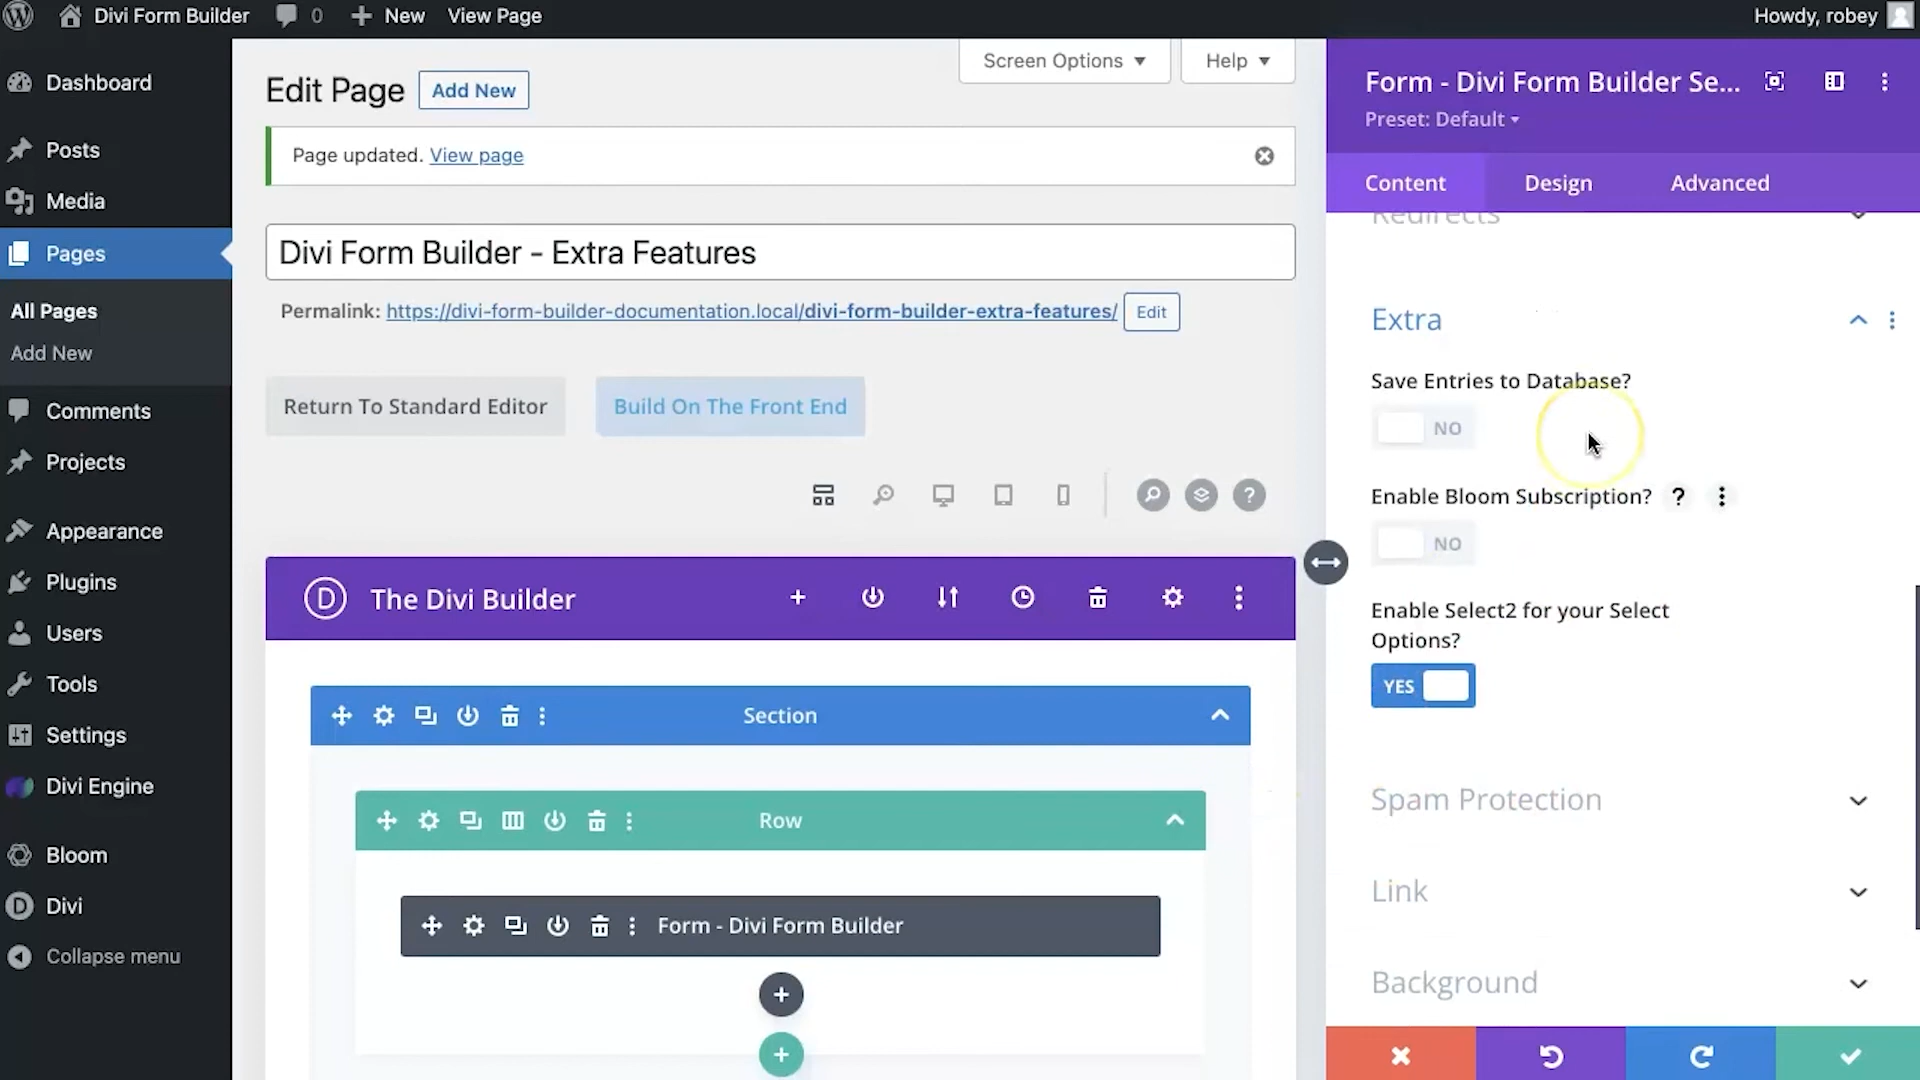 Divi Form Builder
0
New
View Page
Howdy, robey
Dashboard
Posts
Media
Pages
All Pages
Add New
Comments
Projects
Appearance
Plugins
Users
Tools
Settings
Divi Engine
Bloom
Divi
Collapse menu
Screen Options
Help
Edit Page
Add New
Page updated. View page
Divi Form Builder - Extra Features
Permalink: https://divi-form-builder-documentation.local/divi-form-builder-extra-features/
Edit
Return To Standard Editor
Build On The Front End
The Divi Builder
Section
Row
Form - Divi Form Builder
Form - Divi Form Builder Se...
Preset: Default
Content
Design
Advanced
Redirects
Extra
Save Entries to Database?
NO
Enable Bloom Subscription?
NO
Enable Select2 for your Select
Options?
YES
Spam Protection
Link
Background